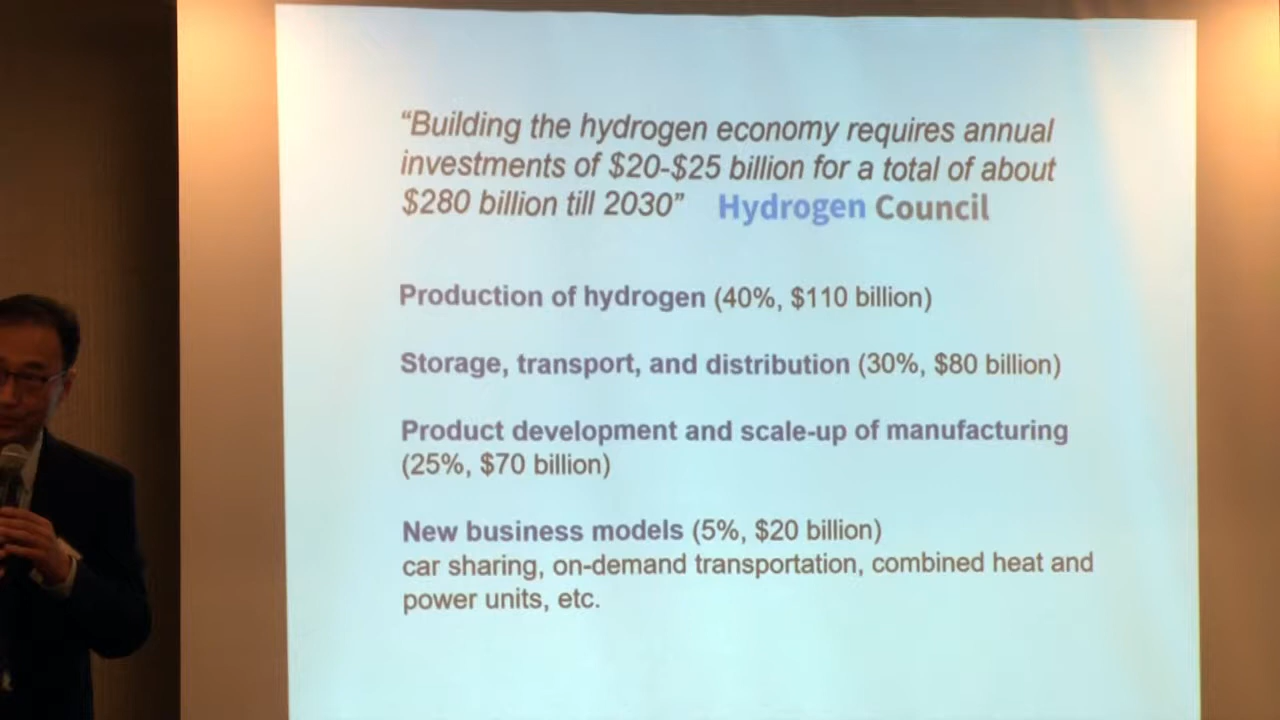 “Building the hydrogen economy requires annual
investments of $20-$25 billion for a total of about
$280 billion till 2030” Hydrogen Council
Production of hydrogen (40%, $110 billion)
Storage, transport, and distribution (30%, $80 billion)
Product development and scale-up of manufacturing
(25%, $70 billion)
New business models (5%, $20 billion)
car sharing, on-demand transportation, combined heat and
power units, etc.